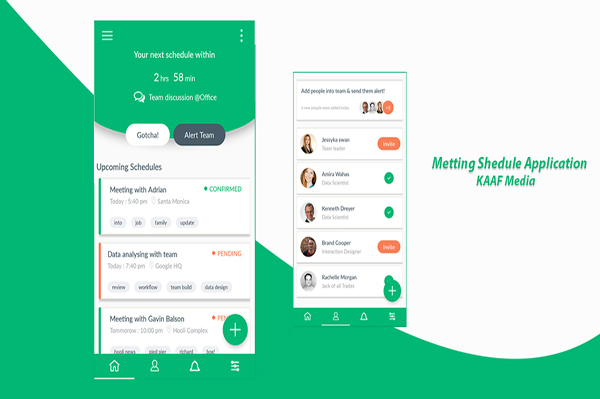 Your next schedule within
2 hrs 58 min
Team discussion @Office
Gotcha!
Alert Team
Upcoming Schedules
Meeting with Adrian
CONFIRMED
Today : 5:40 pm
Santa Monica
into
job
family
update
Data analysing with team
PENDING
Today : 7:40 pm
Google HQ
review
workflow
team build
data design
Meeting with Gavin Balson
Tommorow : 10:00 pm
Hooli Complex
hooli news
pied pier
richard
Add people into team & send them alert!
new people were added today
+6
Jessyka swan
Team leader
Invite
Amira Wahas
Data Scientist
Kenneth Dreyer
Data Scientist
Brand Cooper
Interaction Designer
Invite
Rachelle Morgan
Jack of all Trades
Metting Shedule Application
KAAF Media